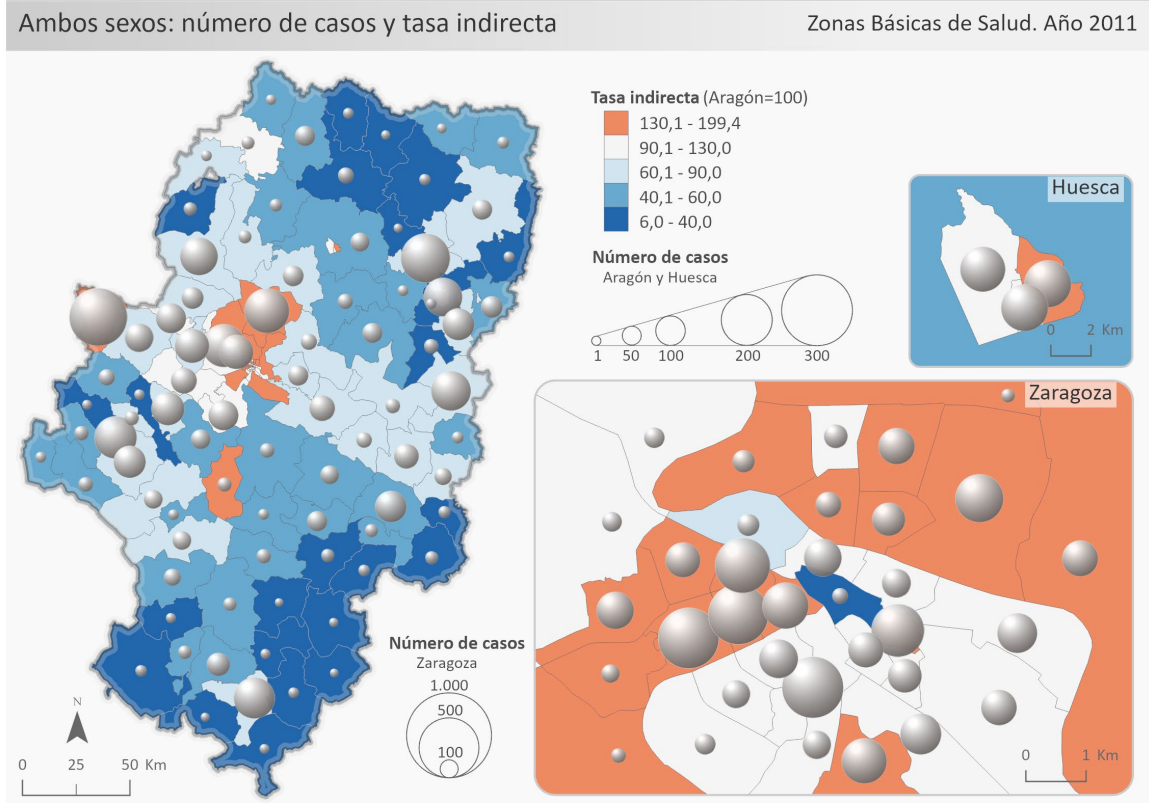 Ambos sexos: número de casos y tasa indirecta
Zonas Básicas de Salud. Año 2011
Tasa indirecta (Aragón=100)
130,1 - 199,4
90,1 - 130,0
60,1 - 90,0
40,1 - 60,0
6,0 - 40,0
Número de casos
Aragón y Huesca
1 50 100 200 300
Huesca
0 2 Km
Zaragoza
0 1 Km
Número de casos
Zaragoza
1.000
500
100
N
0 25 50 Km